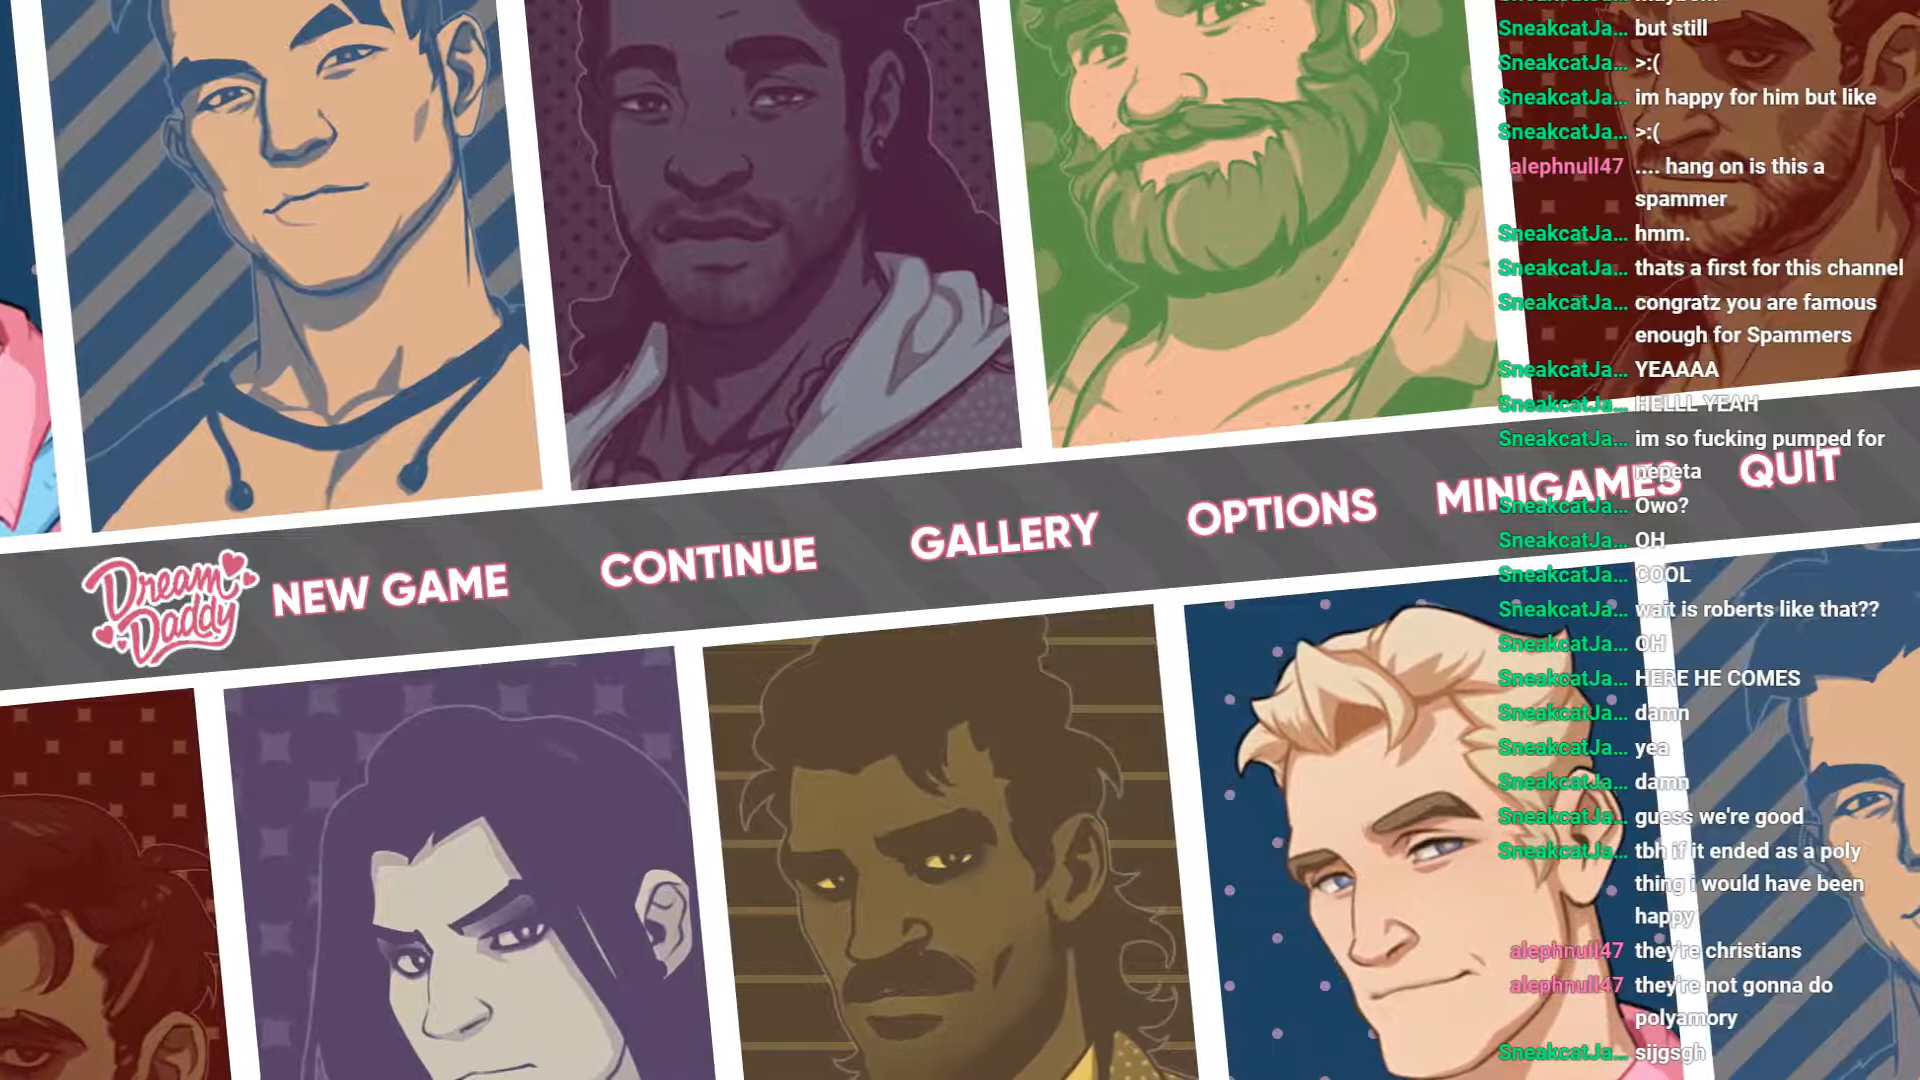 Dream
Daddy
NEW GAME
CONTINUE
GALLERY
OPTIONS
MINIGAMES
QUIT
SneakcatJa... but still
SneakcatJa... >:(
SneakcatJa... im happy for him but like
SneakcatJa... >:(
alephnull47 .... hang on is this a
spammer
SneakcatJa... hmm.
SneakcatJa... thats a first for this channel
SneakcatJa... congratz you are famous
enough for Spammers
SneakcatJa... YEAAAA
SneakcatJa... HELLL YEAH
SneakcatJa... im so fucking pumped for
nepeta
SneakcatJa... Owo?
SneakcatJa... OH
SneakcatJa... COOL
SneakcatJa... wait is roberts like that??
SneakcatJa... OH
SneakcatJa... HERE HE COMES
SneakcatJa... damn
SneakcatJa... yea
SneakcatJa... damn
SneakcatJa... guess we're good
SneakcatJa... tbh if it ended as a poly
thing i would have been
happy
alephnull47 they're christians
alephnull47 they're not gonna do
polyamory
SneakcatJa... sijgsgh